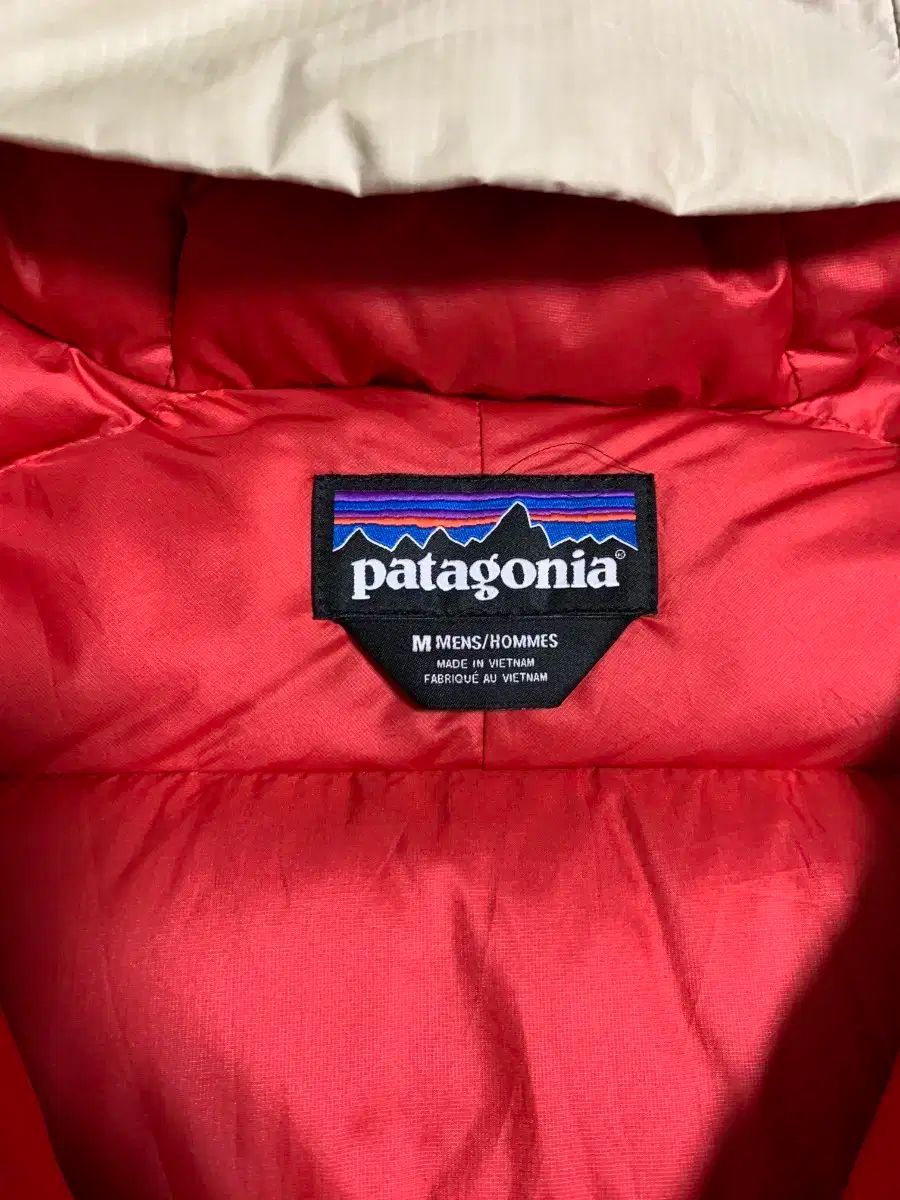 patagonia®
M MENS/HOMMES
MADE IN VIETNAM
FABRIQUÉ AU VIETNAM